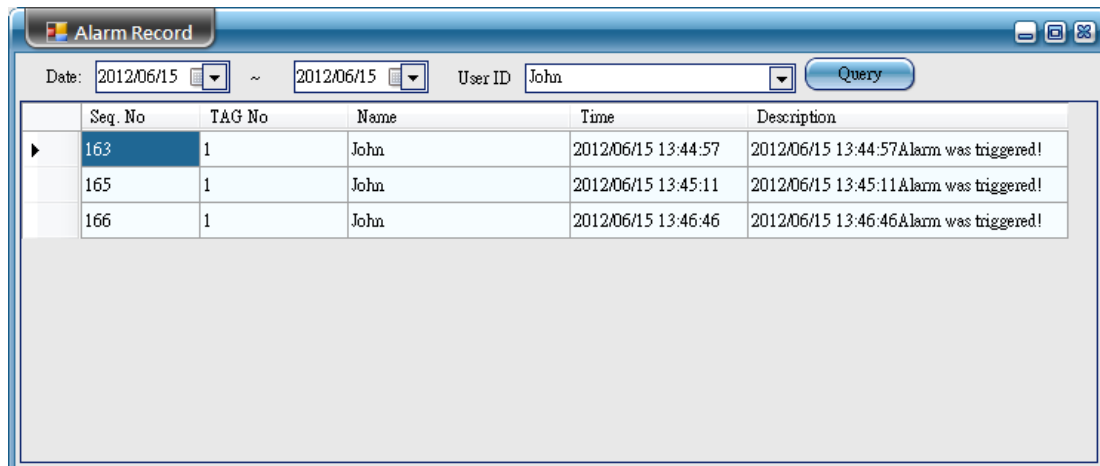 Alarm Record
Date: 2012/06/15 ~ 2012/06/15 User ID John Query
Seq. No TAG No Name Time Description
163 1 John 2012/06/15 13:44:57 2012/06/15 13:44:57Alarm was triggered!
165 1 John 2012/06/15 13:45:11 2012/06/15 13:45:11Alarm was triggered!
166 1 John 2012/06/15 13:46:46 2012/06/15 13:46:46Alarm was triggered!